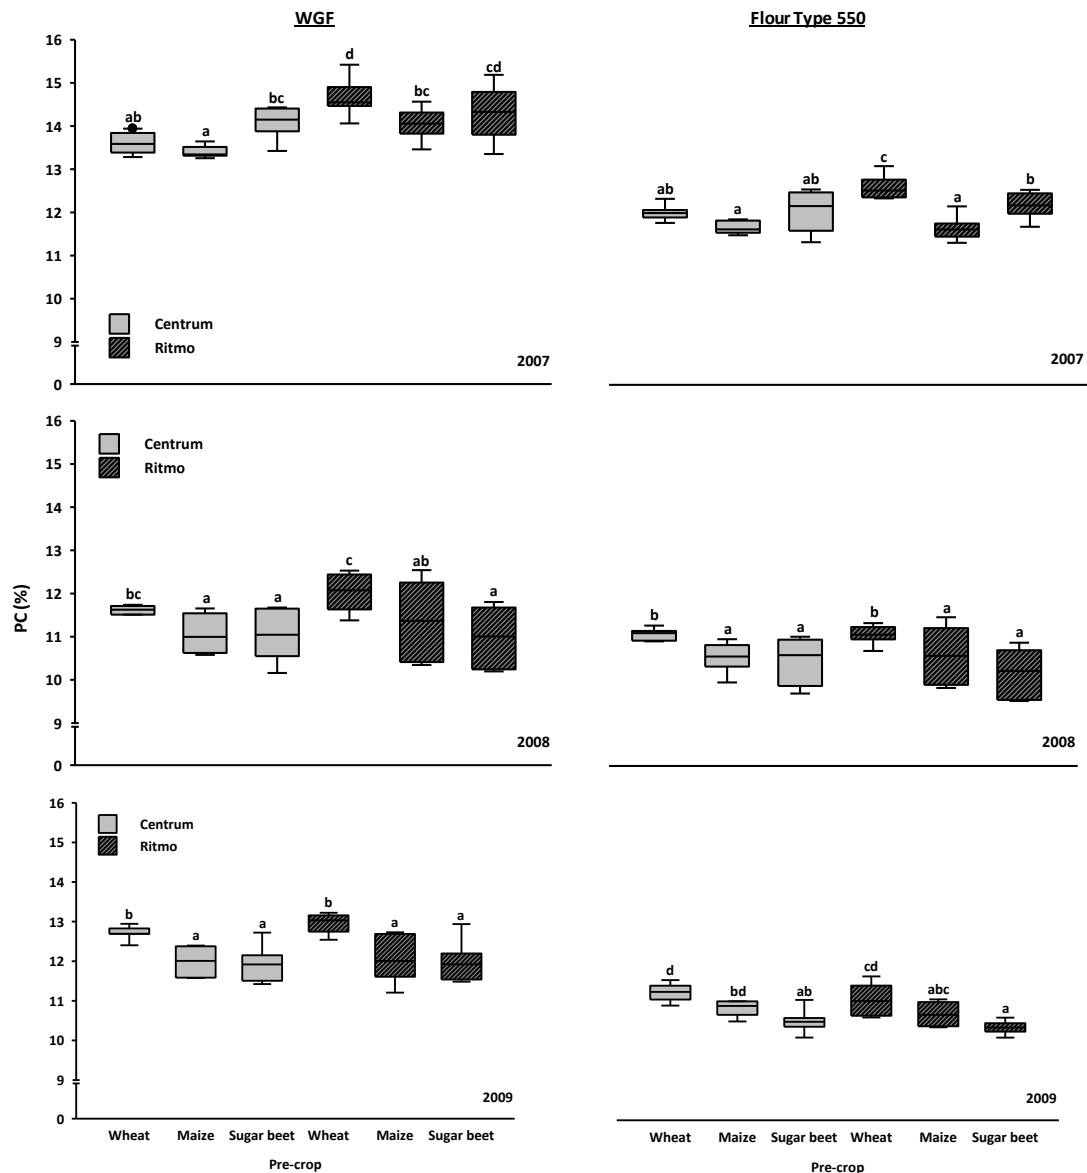 WGF
Flour Type 550
16
15
14
13
12
11
10
9
0
ab
a
bc
d
bc
cd
Centrum
Ritmo
2007
ab
a
ab
c
a
b
2007
PC (%)
16
15
14
13
12
11
10
9
0
Centrum
Ritmo
bc
a
a
c
ab
a
2008
b
a
a
b
a
a
2008
16
15
14
13
12
11
10
9
0
Centrum
Ritmo
b
a
a
b
a
a
2009
d
bd
ab
cd
abc
a
2009
Wheat Maize Sugar beet Wheat Maize Sugar beet
Pre-crop
Wheat Maize Sugar beet Wheat Maize Sugar beet
Pre-crop